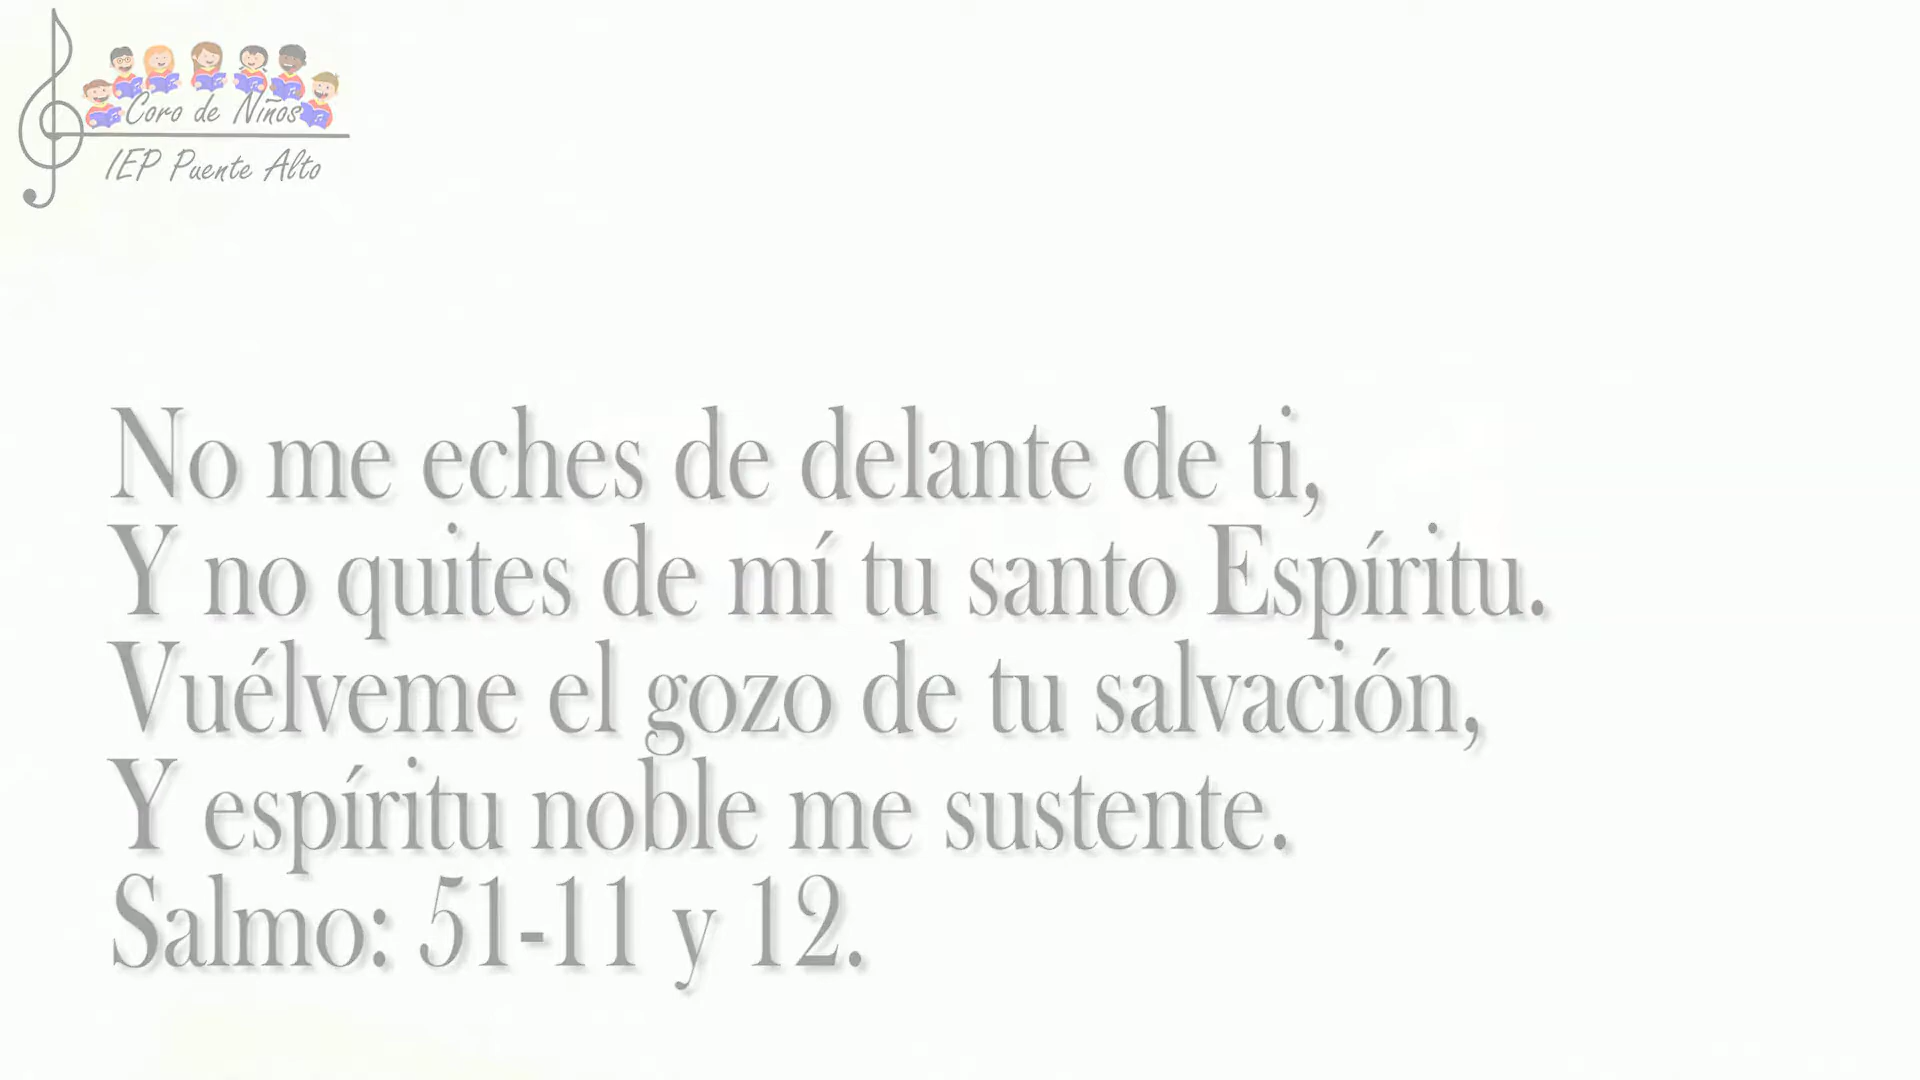 Coro de Niños
IEP Puente Alto
No me eches de delante de ti,
Y no quites de mí tu santo Espíritu.
Vuélveme el gozo de tu salvación,
Y espíritu noble me sustente.
Salmo: 51-11 y 12.